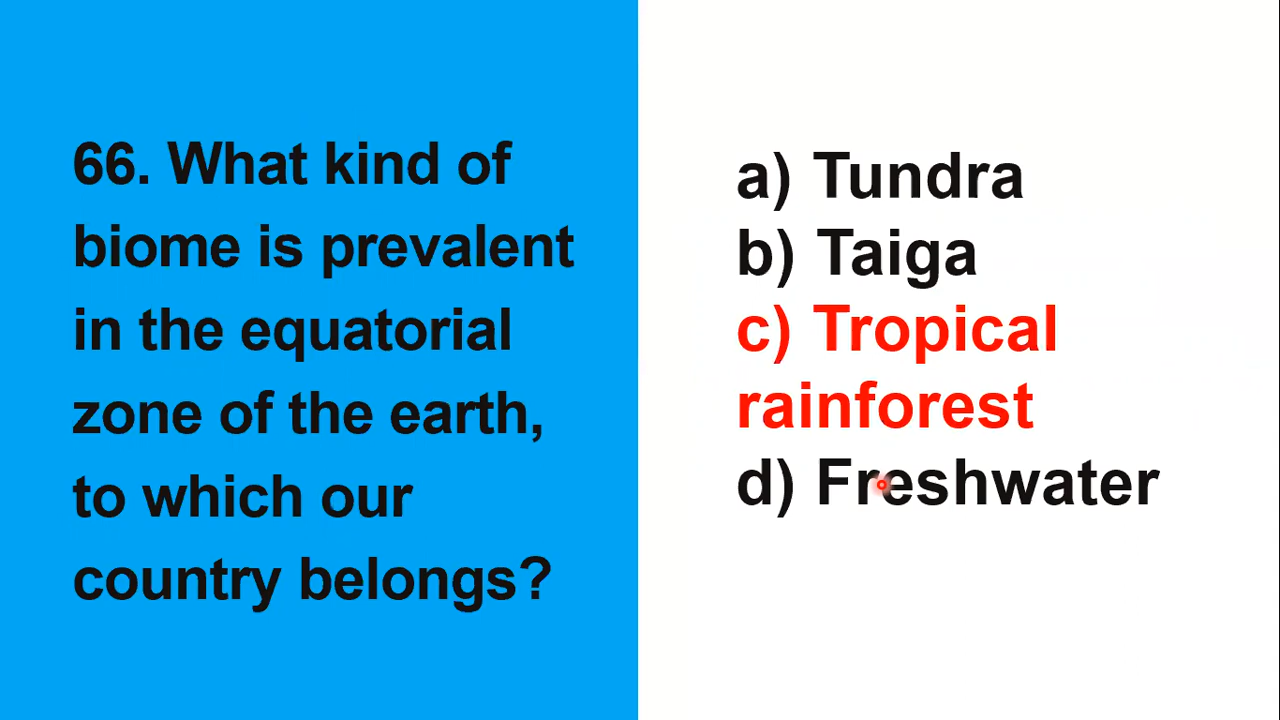 66. What kind of
biome is prevalent
in the equatorial
zone of the earth,
to which our
country belongs?
a) Tundra
b) Taiga
c) Tropical
rainforest
d) Freshwater